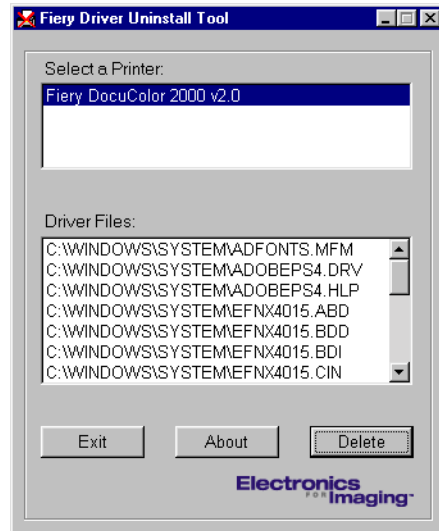 Fiery Driver Uninstall Tool
Select a Printer:
Fiery DocuColor 2000 v2.0
Driver Files:
C:\WINDOWS\SYSTEM\ADFONTS.MFM
C:\WINDOWS\SYSTEM\ADOBEPS4.DRV
C:\WINDOWS\SYSTEM\ADOBEPS4.HLP
C:\WINDOWS\SYSTEM\EFNX4015.ABD
C:\WINDOWS\SYSTEM\EFNX4015.BDD
C:\WINDOWS\SYSTEM\EFNX4015.BDI
C:\WINDOWS\SYSTEM\EFNX4015.CIN
Exit About Delete
Electronics
FOR Imaging